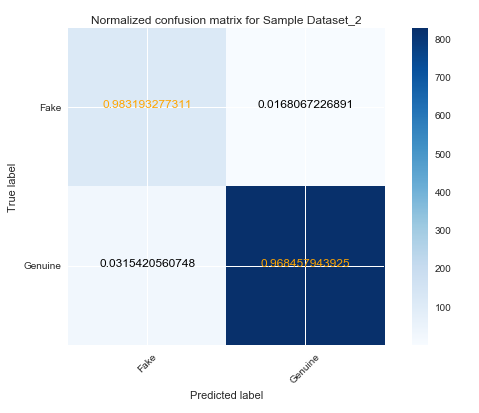 Normalized confusion matrix for Sample Dataset_2
800
Fake
0.983193277311
0.0168067226891
700
600
500
True label
400
300
Genuine
0.0315420560748
0.968457943925
200
100
Fake
Genuine
Predicted label